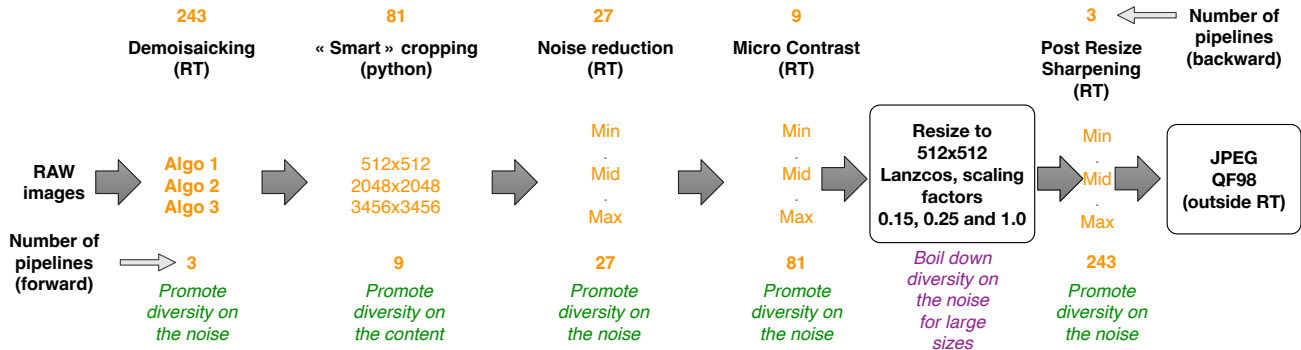 243
81
27
9
3
Number of
pipelines
(backward)
Demoisaicking
(RT)
« Smart » cropping
(python)
Noise reduction
(RT)
Micro Contrast
(RT)
Post Resize
Sharpening
(RT)
RAW
images
Algo 1
Algo 2
Algo 3
512x512
2048x2048
3456x3456
Min
.
Mid
.
Max
Min
.
Mid
.
Max
Resize to
512x512
Lanzcos, scaling
factors
0.15, 0.25 and 1.0
Min
.
Mid
.
Max
JPEG
QF98
(outside RT)
Number of
pipelines
(forward)
3
9
27
81
243
Promote
diversity on
the noise
Promote
diversity on
the content
Promote
diversity on
the noise
Promote
diversity on
the noise
Boil down
diversity on
the noise
for large
sizes
Promote
diversity on
the noise